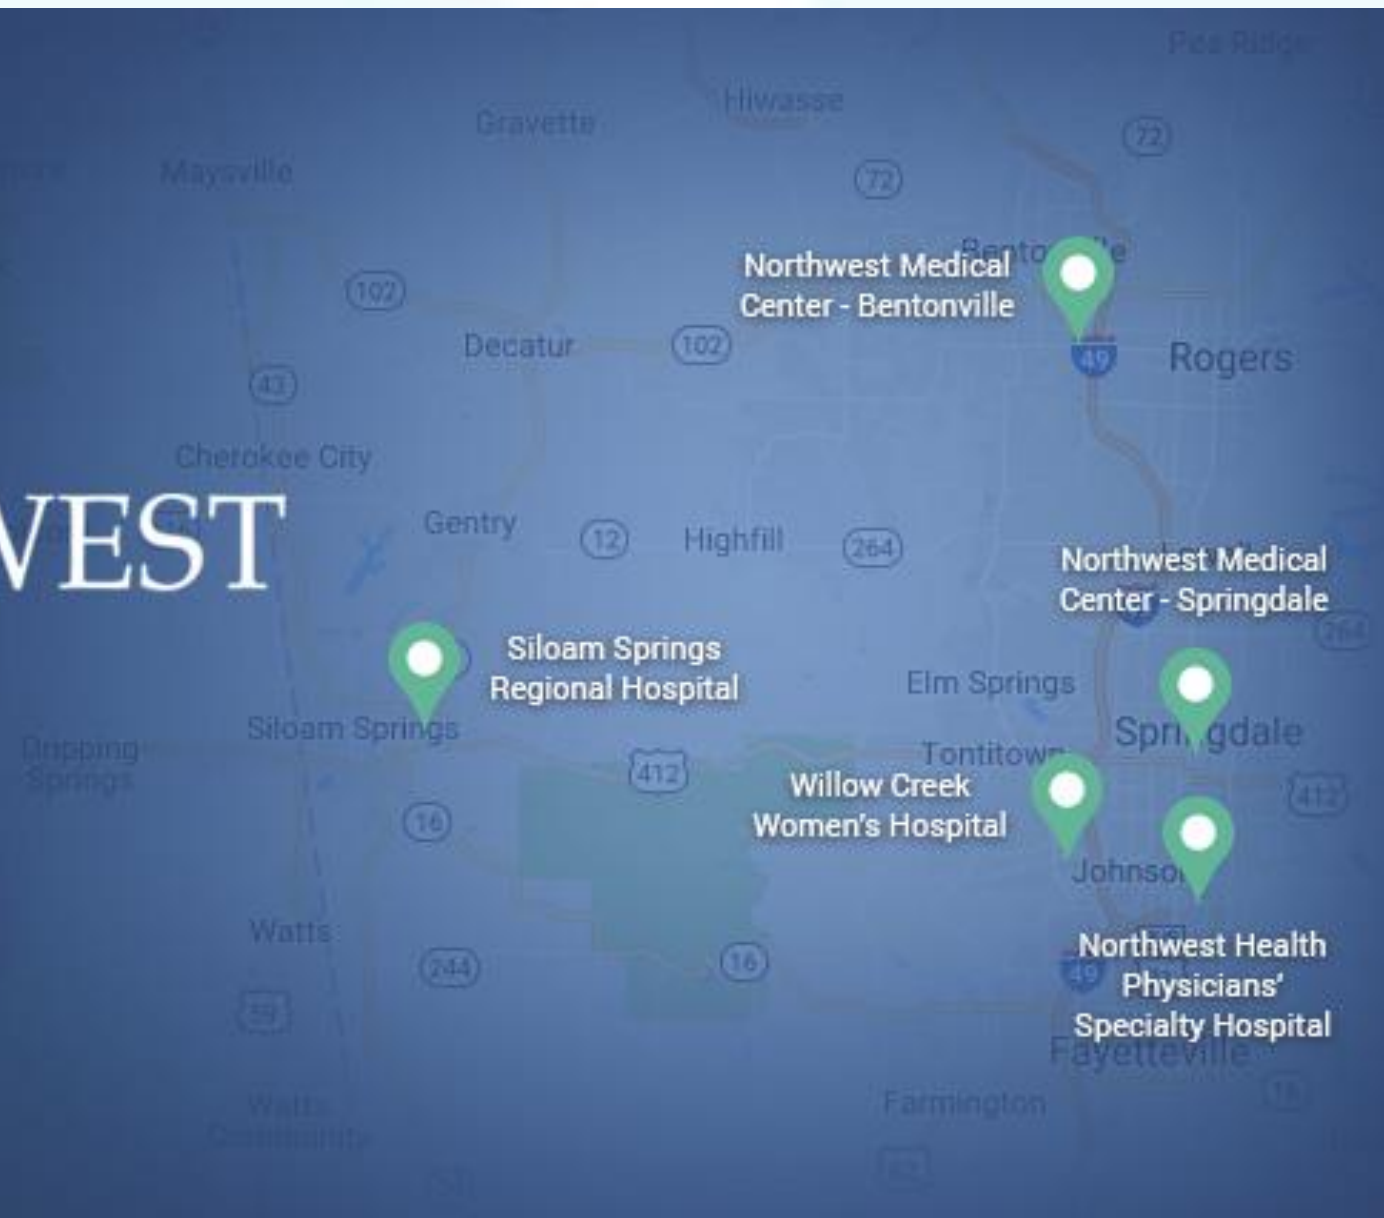 Pea Ridge
Hiwasse
Gravette
72
Maysville
72
Northwest Medical
Center - Bentonville
102
Decatur
102
49
Rogers
43
Cherokee City
VEST
Gentry
12
Highfill
264
Northwest Medical
Center - Springdale
264
Siloam Springs
Regional Hospital
Elm Springs
Siloam Springs
Springdale
Dripping
Springs
412
Tontitown
Willow Creek
Women's Hospital
412
16
Johnson
Watts
244
16
49
Northwest Health
Physicians'
Specialty Hospital
59
Fayetteville
16
Farmington
Watts
Community
62